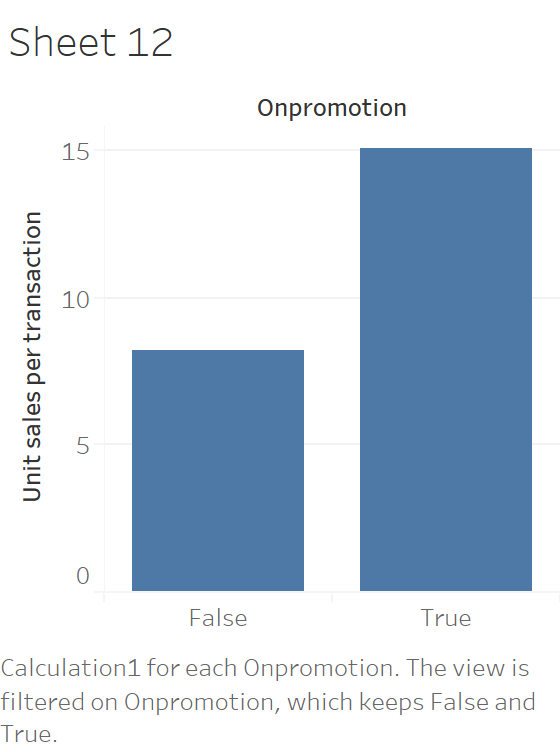 Sheet 12
Onpromotion
Unit sales per transaction
15
10
5
0
False
True
Calculation1 for each Onpromotion. The view is
filtered on Onpromotion, which keeps False and
True.